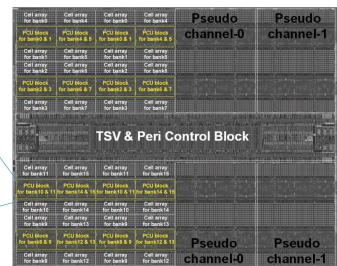 Cell array for bank0 Cell array for bank4 Cell array for bank0 Cell array for bank4
PCU block for bank0 & 1 PCU block for bank4 & 5 PCU block for bank0 & 1 PCU block for bank4 & 5
Cell array for bank1 Cell array for bank5 Cell array for bank1 Cell array for bank5
Cell array for bank2 Cell array for bank6 Cell array for bank2 Cell array for bank6
PCU block for bank2 & 3 PCU block for bank6 & 7 PCU block for bank2 & 3 PCU block for bank6 & 7
Cell array for bank3 Cell array for bank7 Cell array for bank3 Cell array for bank7
Pseudo channel-0
Pseudo channel-1
TSV & Peri Control Block
Cell array for bank11 Cell array for bank15 Cell array for bank11 Cell array for bank15
PCU block for bank10 & 11 PCU block for bank14 & 15 PCU block for bank10 & 11 PCU block for bank14 & 15
Cell array for bank10 Cell array for bank14 Cell array for bank10 Cell array for bank14
Cell array for bank9 Cell array for bank13 Cell array for bank9 Cell array for bank13
PCU block for bank8 & 9 PCU block for bank12 & 13 PCU block for bank8 & 9 PCU block for bank12 & 13
Cell array for bank8 Cell array for bank12 Cell array for bank8 Cell array for bank12
Pseudo channel-0
Pseudo channel-1